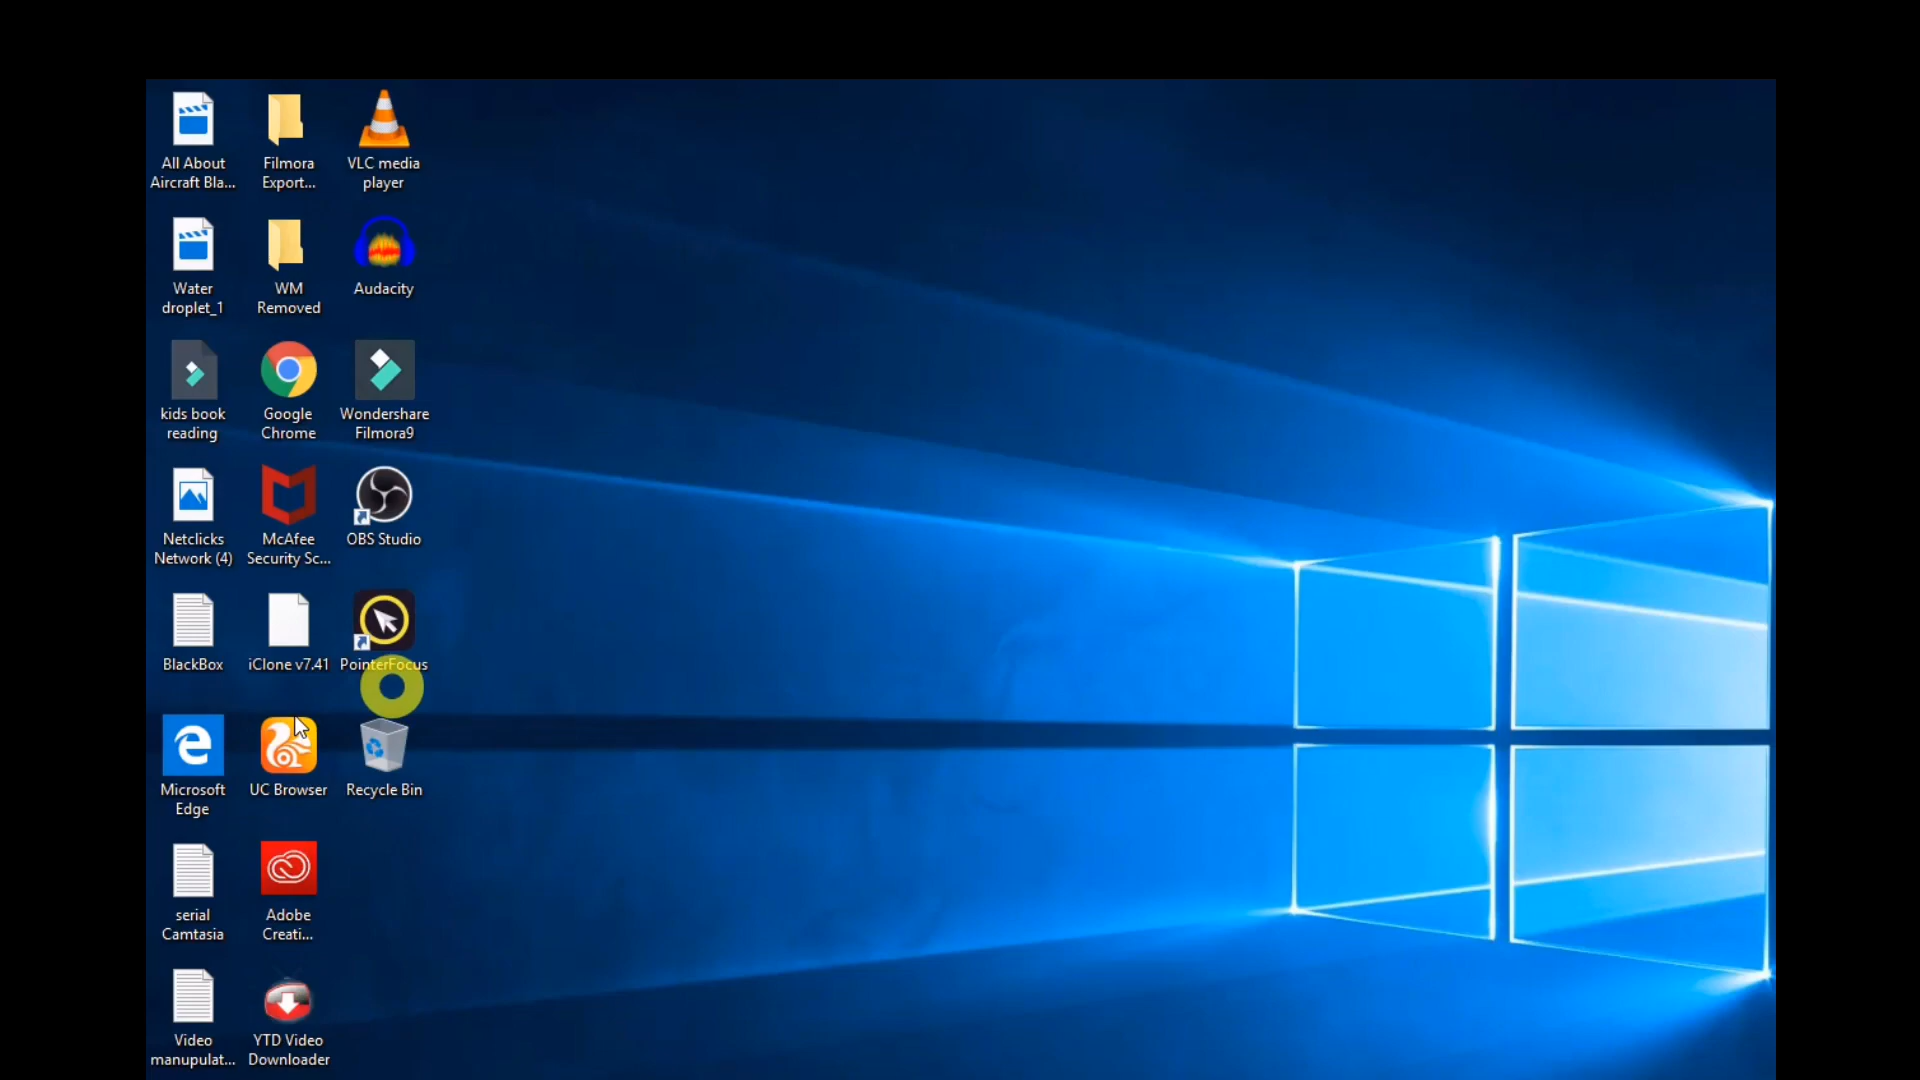 All About
Aircraft Bla...
Filmora
Export...
VLC media
player
Water
droplet_1
WM
Removed
Audacity
kids book
reading
Google
Chrome
Wondershare
Filmora9
Netclicks
Network (4)
McAfee
Security Sc...
OBS Studio
BlackBox
iClone v7.41
PointerFocus
Microsoft
Edge
UC Browser
Recycle Bin
serial
Camtasia
Adobe
Creati...
Video
manupulat...
YTD Video
Downloader